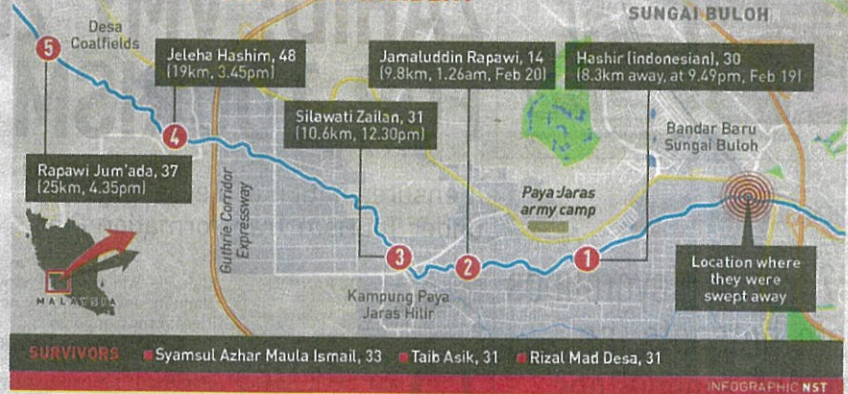 SUNGAI BULOH
Desa
Coalfields
5
Jeleha Hashim, 48
(19km, 3.45pm)
Jamaluddin Rapawi, 14
(9.8km, 1.26am, Feb 20)
Hashir (indonesian), 30
(8.3km away, at 9.49pm, Feb 19)
Silawati Zailan, 31
(10.6km, 12.30pm)
4
Bandar Baru
Sungai Buloh
Rapawi Jum'ada, 37
(25km, 4.35pm)
Guthrie Corridor
Expressway
Paya Jaras
army camp
3
2
1
Location where
they were
swept away
MALAYSIA
Kampung Paya
Jaras Hilir
SURVIVORS Syamsul Azhar Maula Ismail, 33 Taib Asik, 31 Rizal Mad Desa, 31
INFOGRAPHIC NST